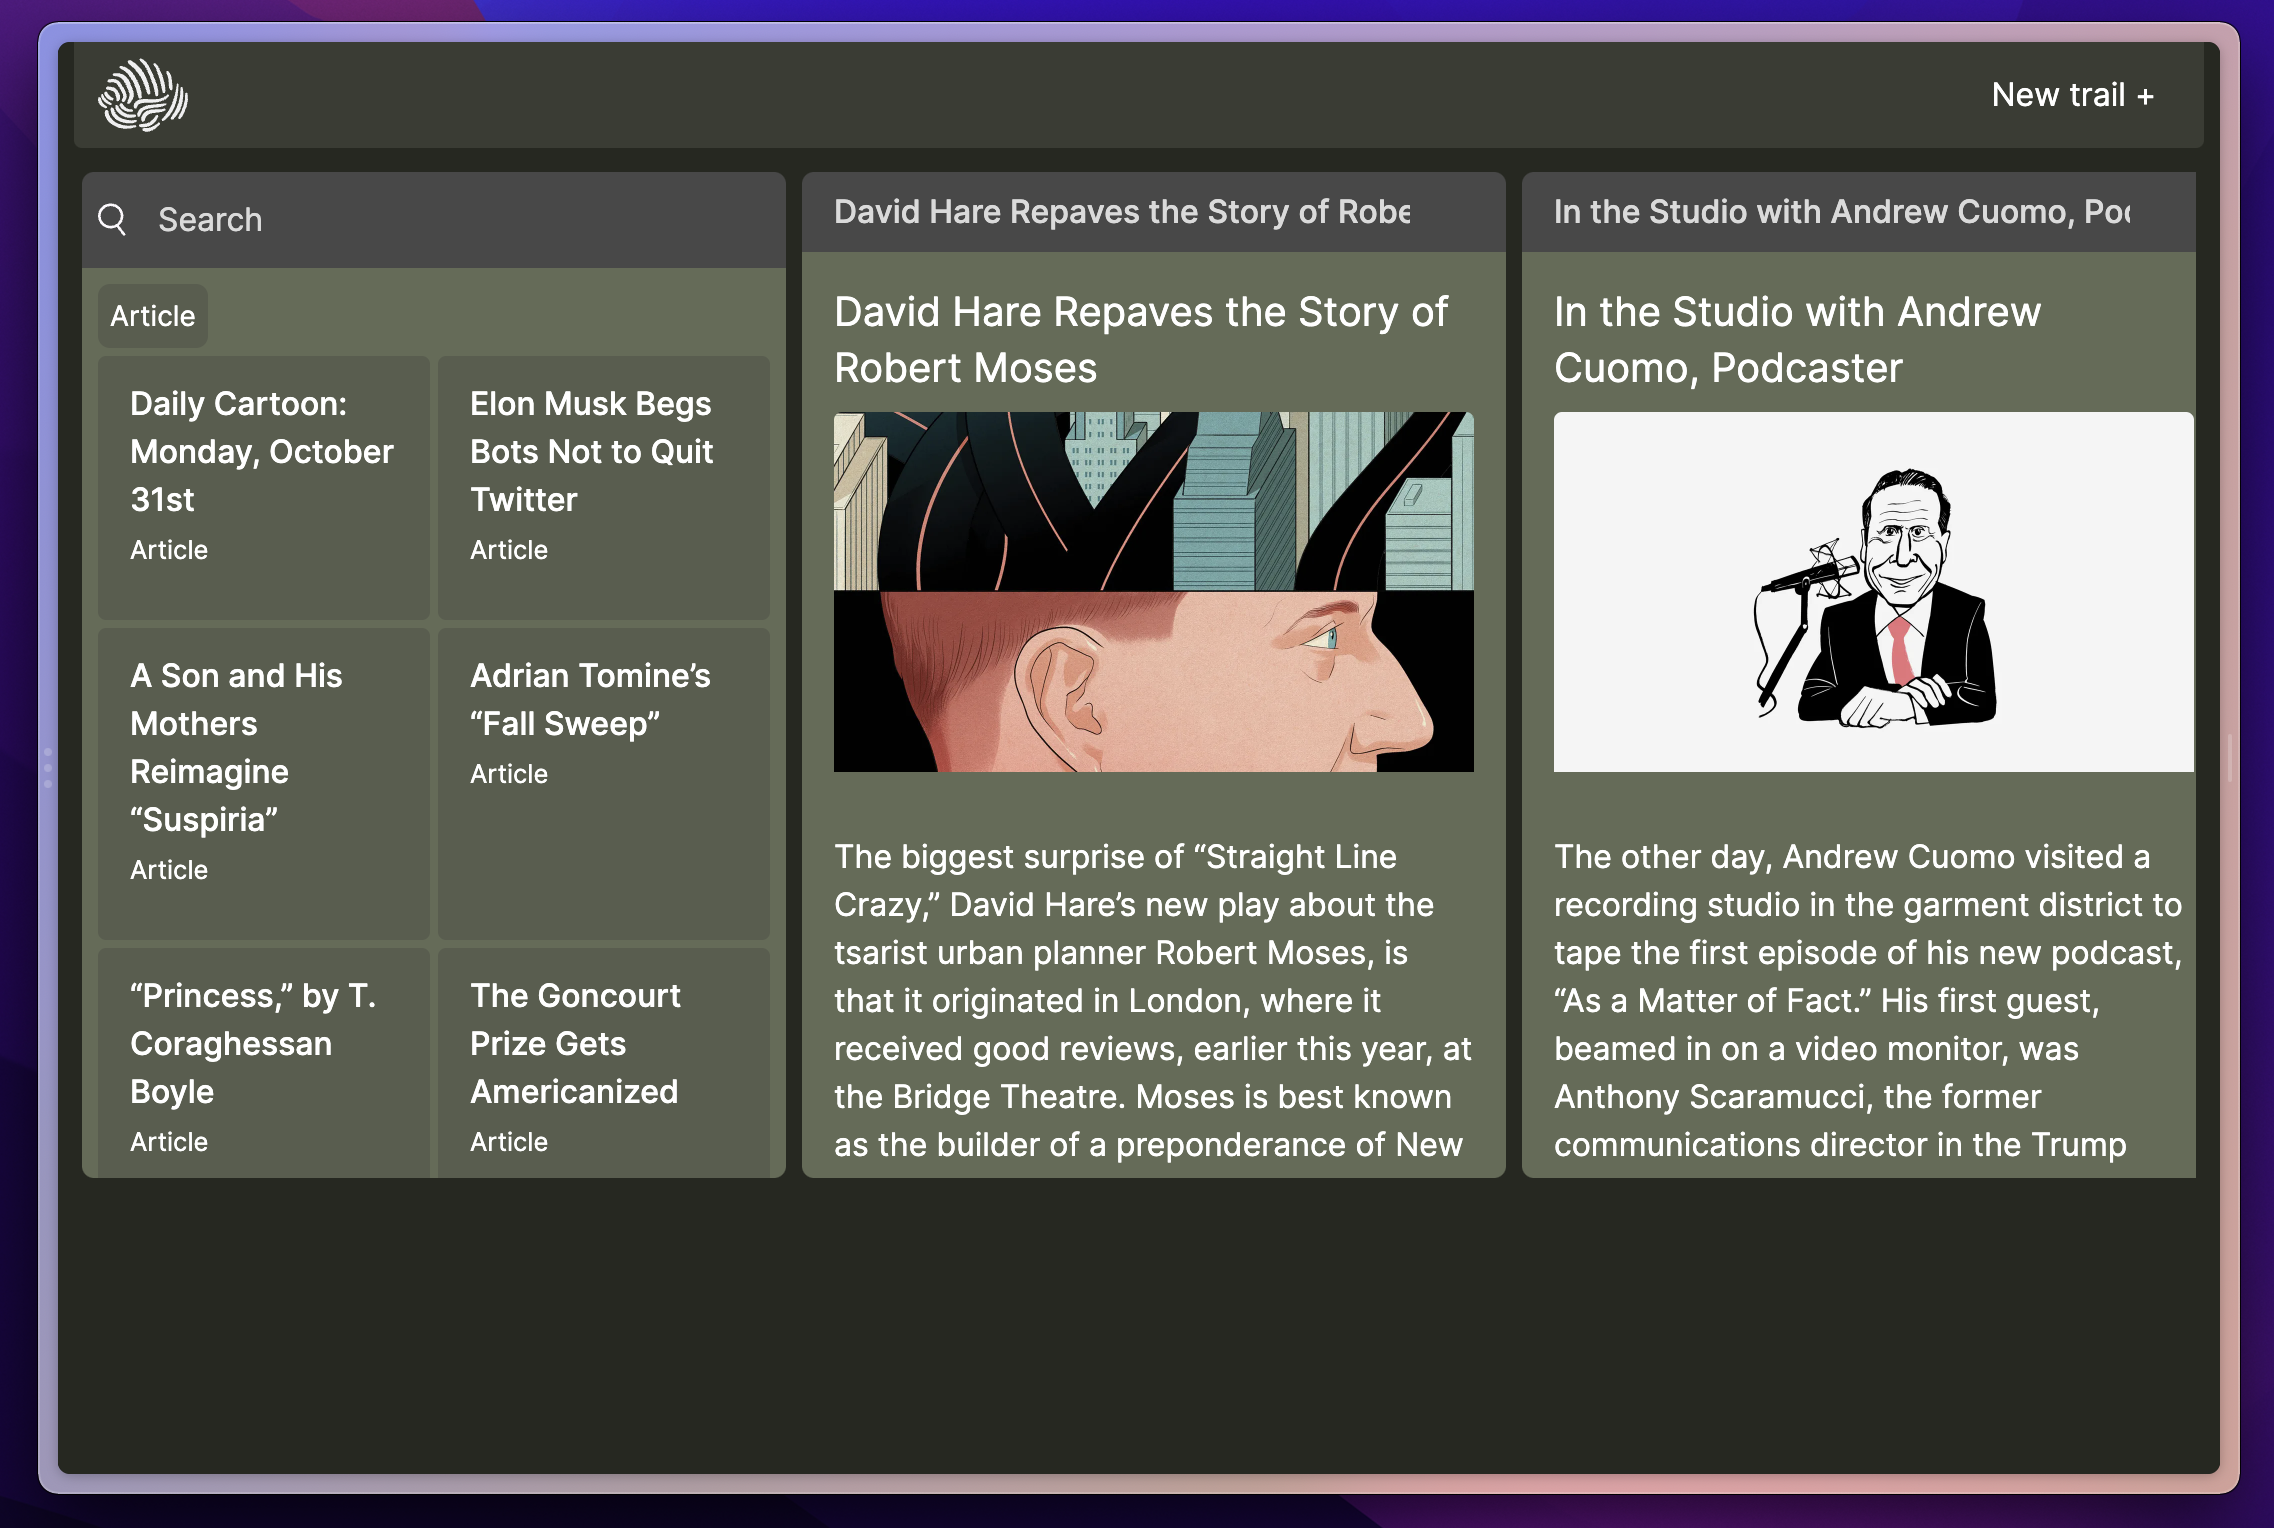 New trail +
Search
Article
Daily Cartoon:
Monday, October
31st
Article
Elon Musk Begs
Bots Not to Quit
Twitter
Article
A Son and His
Mothers
Reimagine
“Suspiria”
Article
Adrian Tomine’s
“Fall Sweep”
Article
“Princess,” by T.
Coraghessan
Boyle
Article
The Goncourt
Prize Gets
Americanized
Article
David Hare Repaves the Story of Robe
David Hare Repaves the Story of
Robert Moses
The biggest surprise of “Straight Line
Crazy,” David Hare’s new play about the
tsarist urban planner Robert Moses, is
that it originated in London, where it
received good reviews, earlier this year, at
the Bridge Theatre. Moses is best known
as the builder of a preponderance of New
In the Studio with Andrew Cuomo, Poc
In the Studio with Andrew
Cuomo, Podcaster
The other day, Andrew Cuomo visited a
recording studio in the garment district to
tape the first episode of his new podcast,
“As a Matter of Fact.” His first guest,
beamed in on a video monitor, was
Anthony Scaramucci, the former
communications director in the Trump